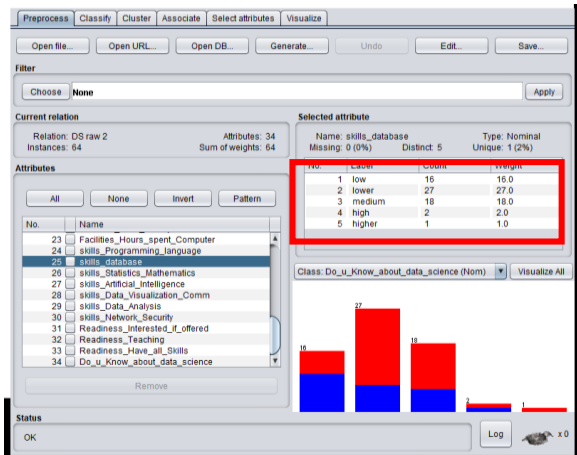 Preprocess Classify Cluster Associate Select attributes Visualize
Open file... Open URL... Open DB... Generate... Undo Edit... Save...
Filter
Choose None Apply
Current relation
Relation: DS raw 2 Attributes: 34
Instances: 64 Sum of weights: 64
Attributes
All None Invert Pattern
No. Name
23 Facilities_Hours_spent_Computer
24 skills_Programming_language
25 skills_database
26 skills_Statistics_Mathematics
27 skills_Artificial_Intelligence
28 skills_Data_Visualization_Comm
29 skills_Data_Analysis
30 skills_Network_Security
31 Readiness_Interested_if_offered
32 Readiness_Teaching
33 Readiness_Have_all_Skills
34 Do_u_Know_about_data_science
Remove
Selected attribute
Name: skills_database Type: Nominal
Missing: 0 (0%) Distinct: 5 Unique: 1 (2%)
No. Label Count Weight
1 low 16 16.0
2 lower 27 27.0
3 medium 18 18.0
4 high 2 2.0
5 higher 1 1.0
Class: Do_u_Know_about_data_science (Nom) Visualize All
16
27
18
2
1
Status
OK
Log x 0